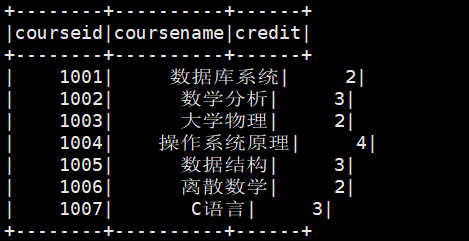 +--------+----------+------+
|courseid|coursename|credit|
+--------+----------+------+
|    1001|     数据库系统|     2|
|    1002|      数学分析|     3|
|    1003|      大学物理|     2|
|    1004|    操作系统原理|     4|
|    1005|      数据结构|     3|
|    1006|      离散数学|     2|
|    1007|       C语言|     3|
+--------+----------+------+